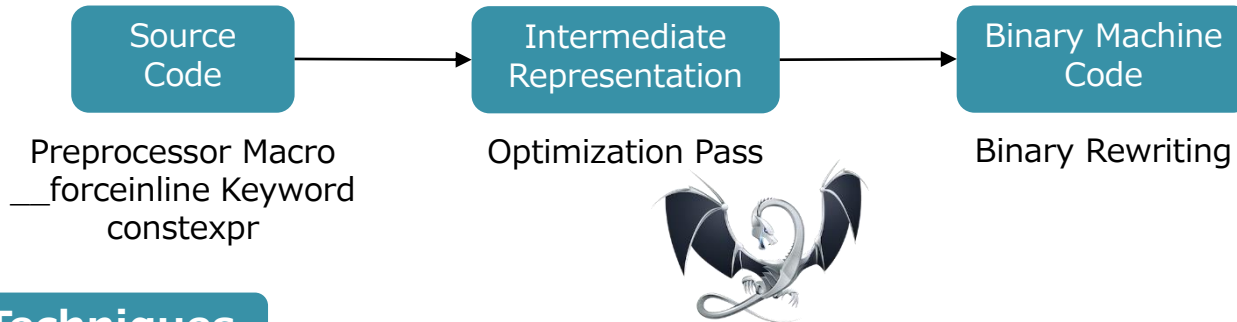 Source
Code
Intermediate
Representation
Binary Machine
Code
Preprocessor Macro
__forceinline Keyword
constexpr
Optimization Pass
Binary Rewriting
Techniques